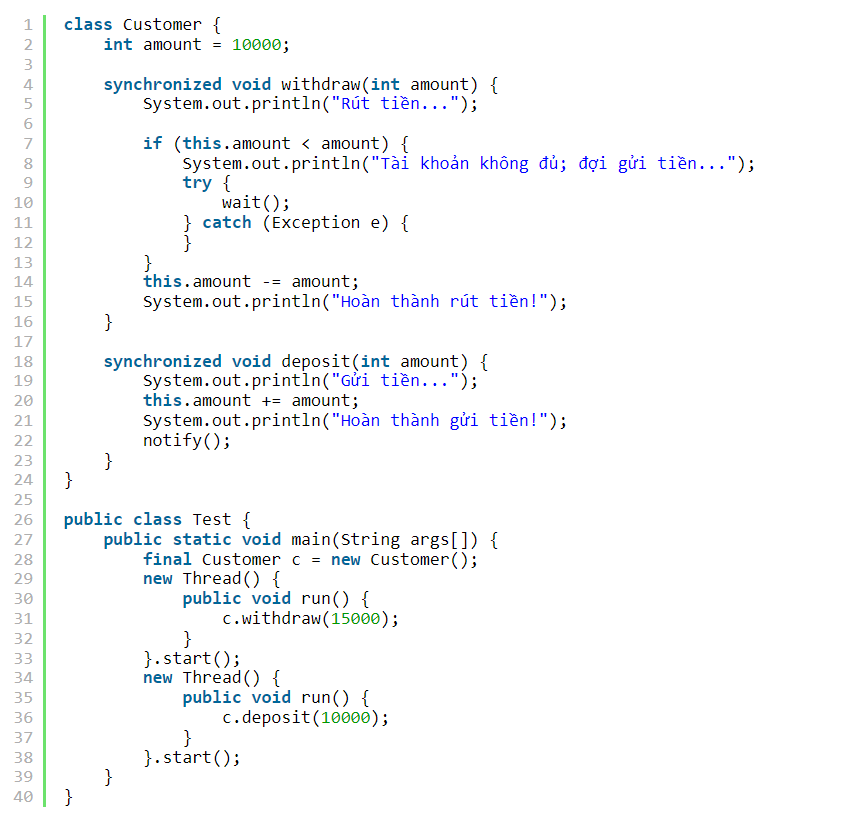 1 class Customer {
2     int amount = 10000;
3
4     synchronized void withdraw(int amount) {
5         System.out.println("Rút tiền...");
6
7         if (this.amount < amount) {
8             System.out.println("Tài khoản không đủ; đợi gửi tiền...");
9             try {
10                 wait();
11             } catch (Exception e) {
12             }
13         }
14         this.amount -= amount;
15         System.out.println("Hoàn thành rút tiền!");
16     }
17
18     synchronized void deposit(int amount) {
19         System.out.println("Gửi tiền...");
20         this.amount += amount;
21         System.out.println("Hoàn thành gửi tiền!");
22         notify();
23     }
24 }
25
26 public class Test {
27     public static void main(String args[]) {
28         final Customer c = new Customer();
29         new Thread() {
30             public void run() {
31                 c.withdraw(15000);
32             }
33         }.start();
34         new Thread() {
35             public void run() {
36                 c.deposit(10000);
37             }
38         }.start();
39     }
40 }